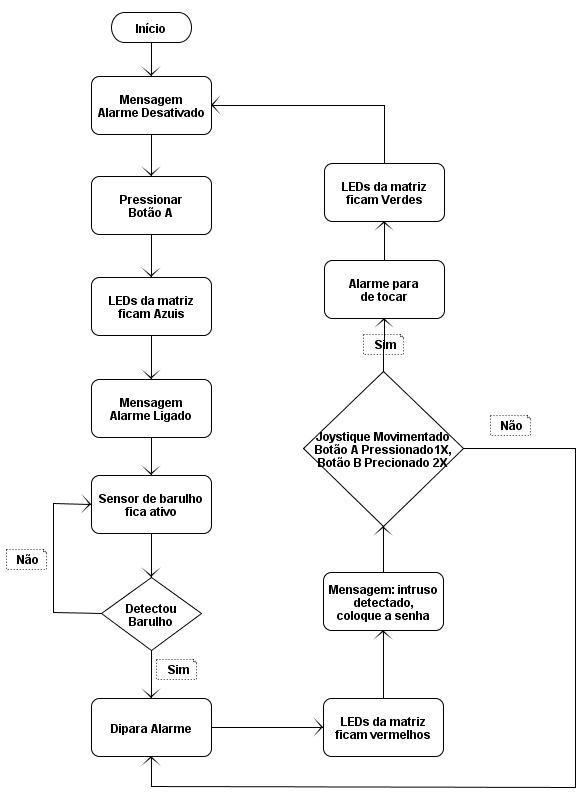 Início
Mensagem
Alarme Desativado
Pressionar
Botão A
LEDs da matriz
ficam Azuis
Mensagem
Alarme Ligado
Sensor de barulho
fica ativo
Não
Detectou
Barulho
Sim
Dipara Alarme
LEDs da matriz
ficam vermelhos
Mensagem: intruso
detectado,
coloque a senha
Joystique Movimentado
Botão A Pressionado1X,
Botão B Precionado 2X
Não
Sim
Alarme para
de tocar
LEDs da matriz
ficam Verdes